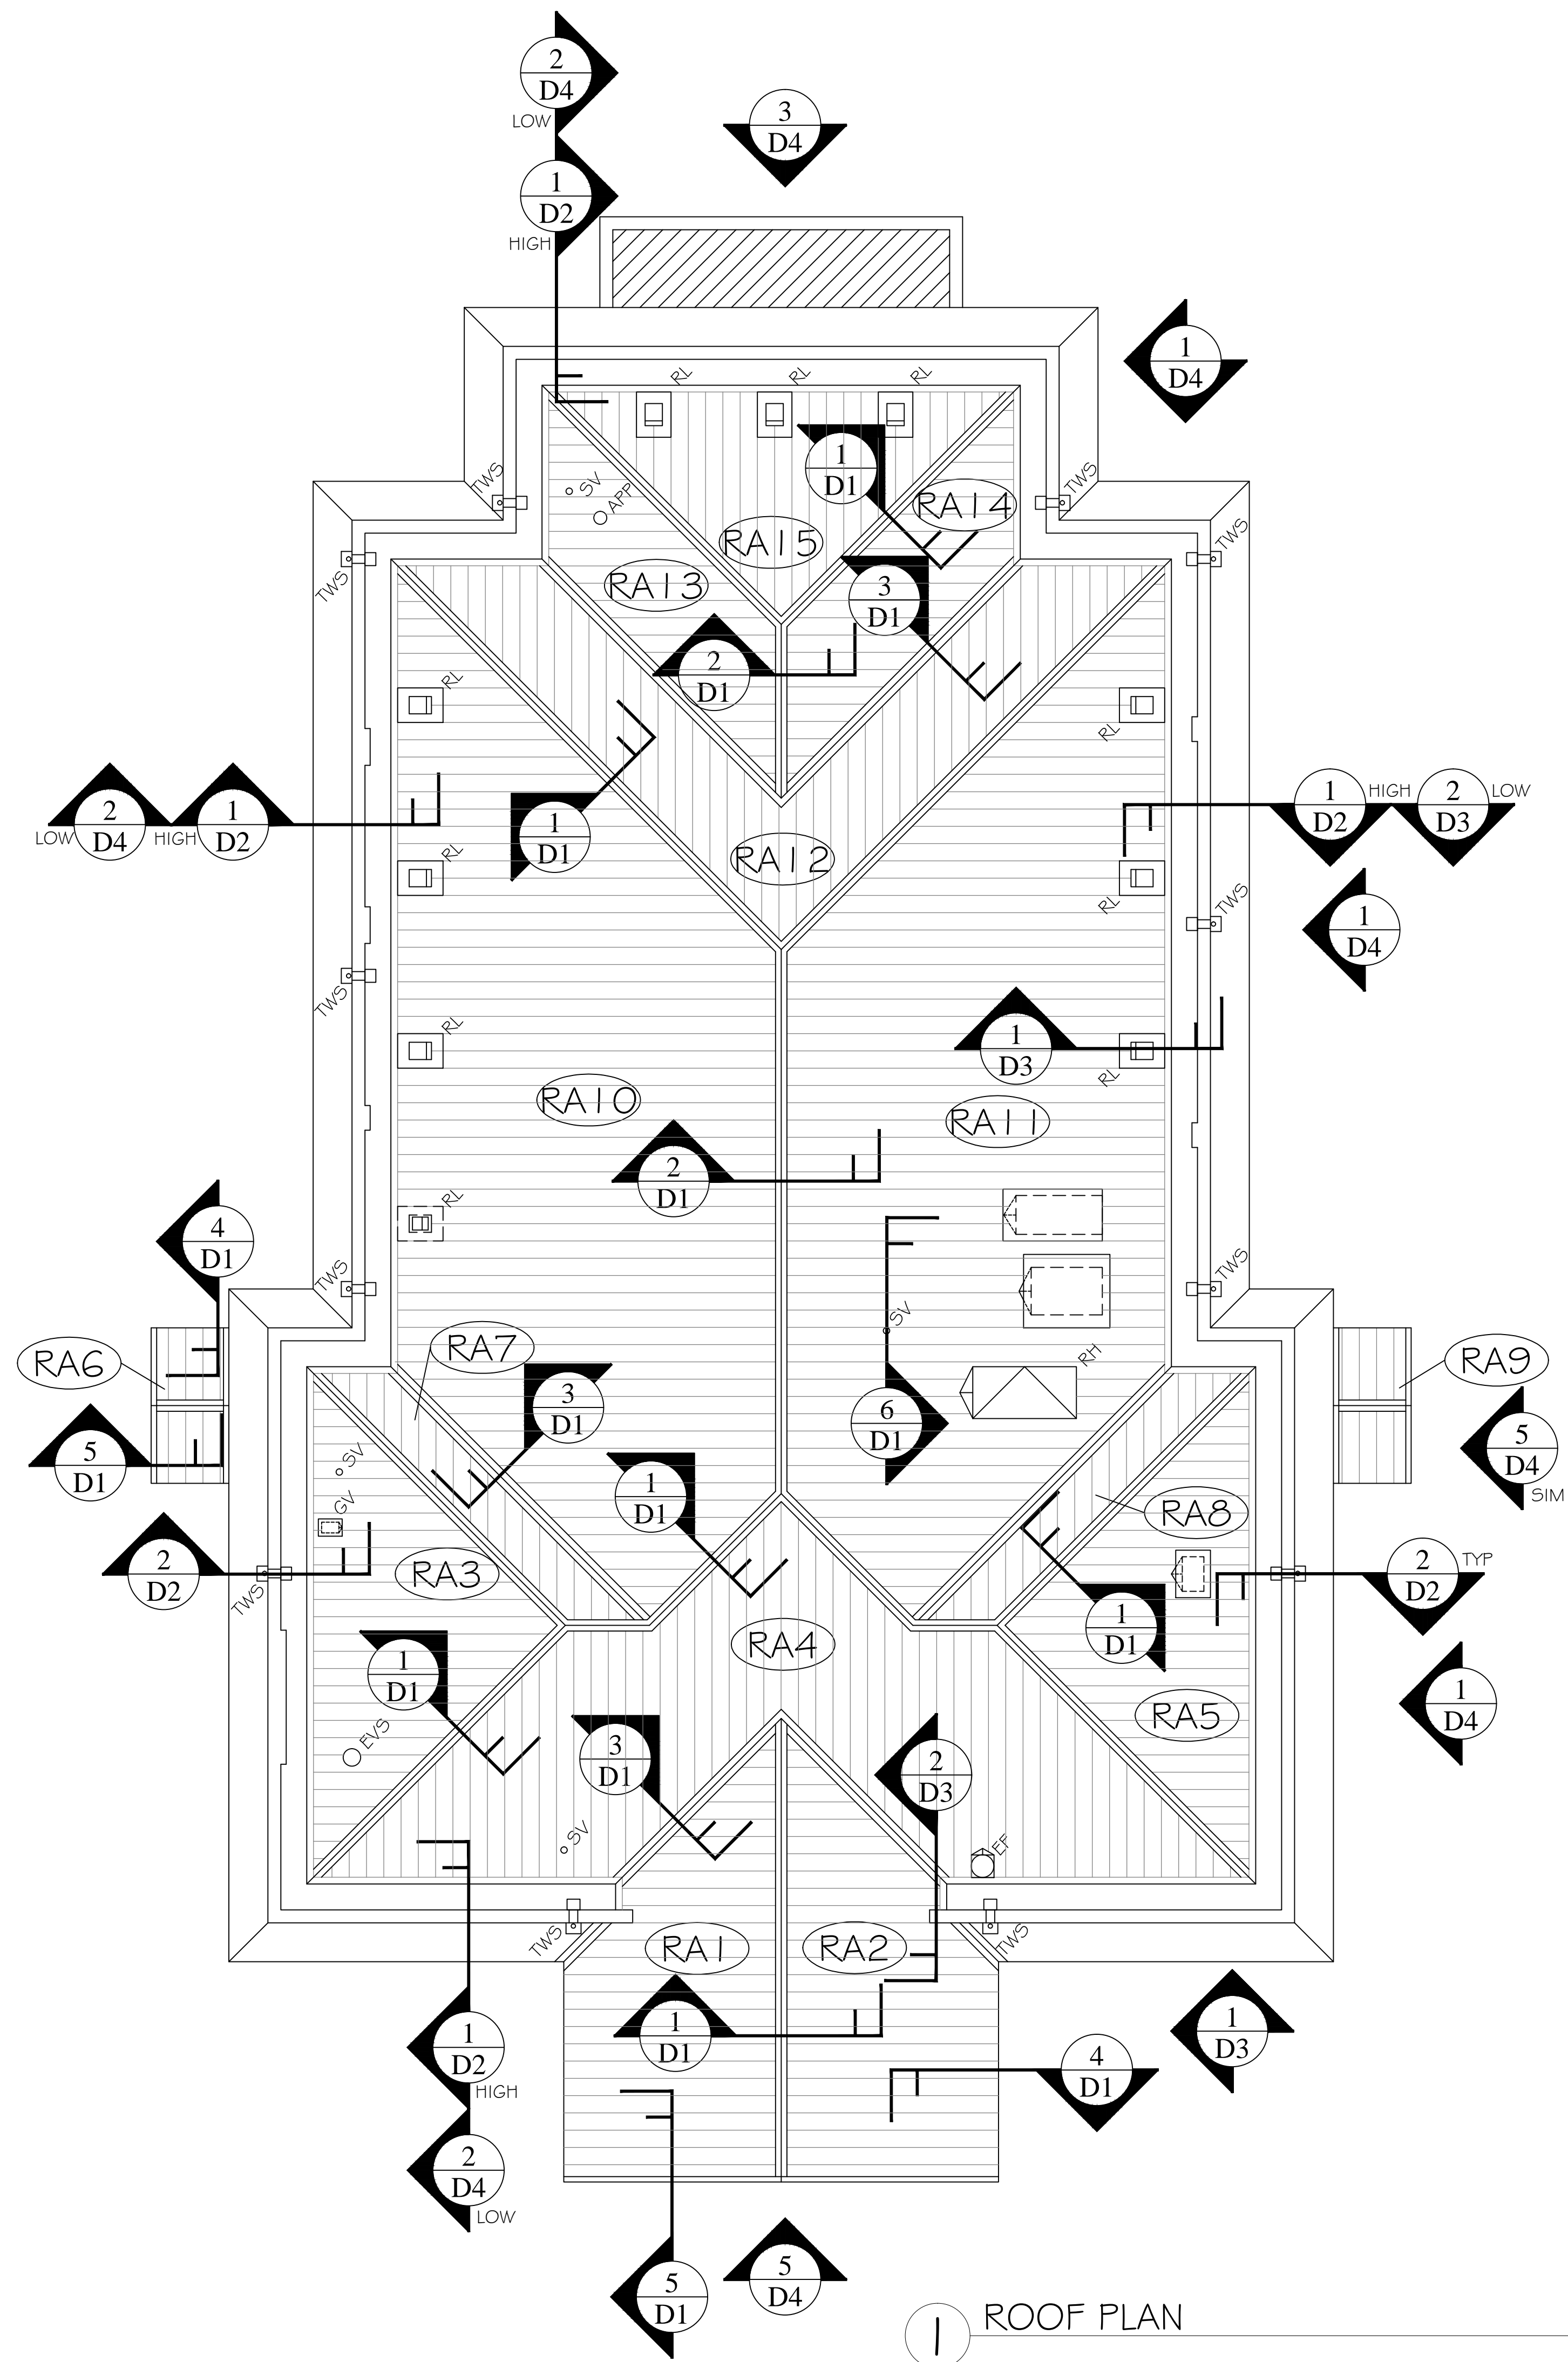 2
D4
LOW
3
D4
1
D2
HIGH
1
D4
RL
RL
RL
1
D1
TWS
SV
APP
RA14
TWS
RA15
TWS
TWS
RA13
3
D1
2
D1
RL
RL
2
D4
LOW
1
D2
HIGH
1
D1
1
D2
HIGH
2
D3
LOW
RL
RA12
RL
TWS
1
D4
TWS
RL
1
D3
RL
RA10
RA11
2
D1
RL
4
D1
TWS
TWS
SV
RA7
RA6
RH
RA9
3
D1
6
D1
5
D1
SV
5
D4
SIM
GV
1
D1
RA8
2
D2
TWS
RA3
2
D2
TYP
1
D1
RA4
1
D1
RA5
1
D4
EVS
3
D1
2
D3
SV
EF
TWS
RA1
RA2
TWS
1
D2
HIGH
1
D1
1
D3
4
D1
2
D4
LOW
5
D1
5
D4
1
ROOF PLAN